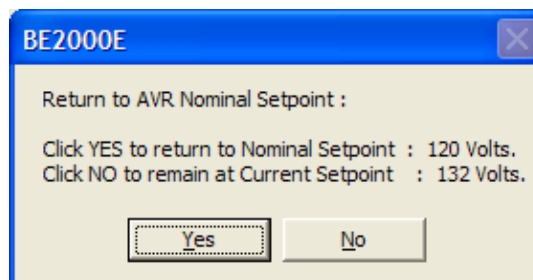 BE2000E
Return to AVR Nominal Setpoint :
Click YES to return to Nominal Setpoint : 120 Volts.
Click NO to remain at Current Setpoint : 132 Volts.
Yes No